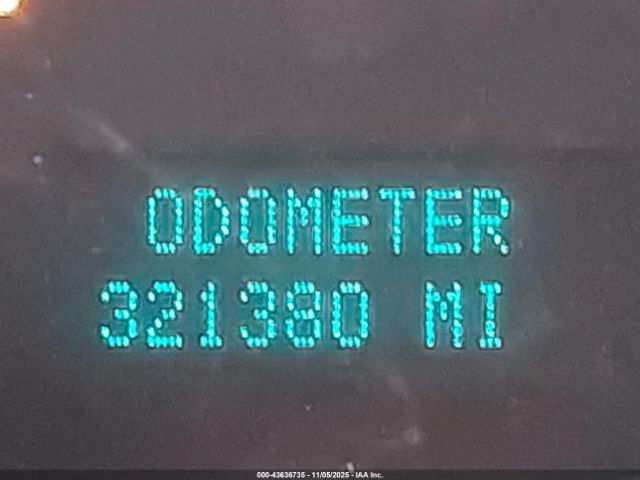 ODOMETER
321380 MI
000-43636735 - 11/05/2025 - IAA Inc.